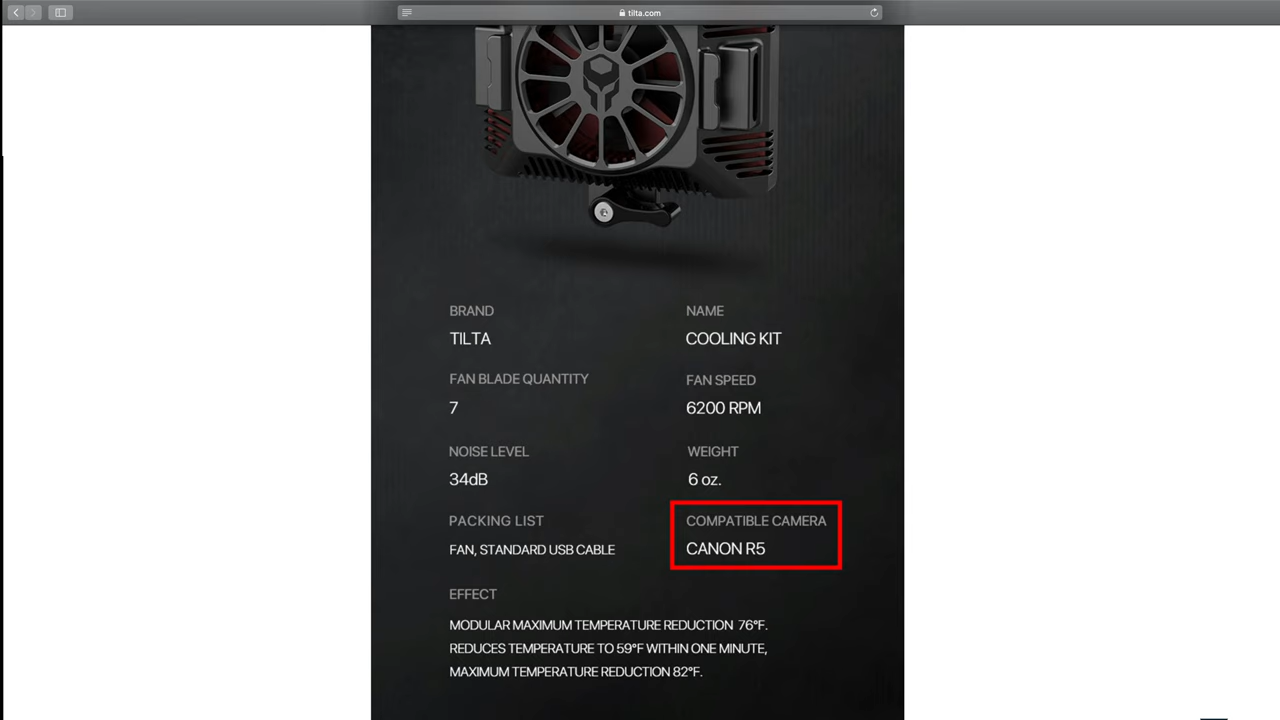 tilta.com
BRAND
TILTA
NAME
COOLING KIT
FAN BLADE QUANTITY
7
FAN SPEED
6200 RPM
NOISE LEVEL
34dB
WEIGHT
6 oz.
PACKING LIST
FAN, STANDARD USB CABLE
COMPATIBLE CAMERA
CANON R5
EFFECT
MODULAR MAXIMUM TEMPERATURE REDUCTION 76°F.
REDUCES TEMPERATURE TO 59°F WITHIN ONE MINUTE,
MAXIMUM TEMPERATURE REDUCTION 82°F.